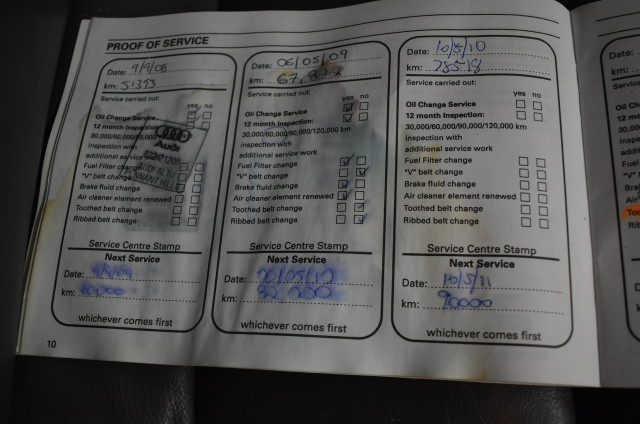 PROOF OF SERVICE
Date: 9/9/08
km: 51395
Service carried out:
yes no
Oil Change Service
12 month Inspection:
30,000/60,000/90,000/120,000
inspection with
additional service work
Audi
Fuel Filter change
"V" belt change
Brake fluid change
Air cleaner element renewed
Toothed belt change
Ribbed belt change
Service Centre Stamp
Next Service
Date: 9/9/09
km:
whichever comes first
10
Date: 06/05/09
km: 67,822
Service carried out:
yes no
Oil Change Service
12 month Inspection:
30,000/60,000/90,000/120,000 km
inspection with
additional service work
Fuel Filter change
"V" belt change
Brake fluid change
Air cleaner element renewed
Toothed belt change
Ribbed belt change
Service Centre Stamp
Next Service
Date: 06/05/10
km:
whichever comes first
Date: 10/5/10
km: 78518
Service carried out:
yes no
Oil Change Service
12 month Inspection:
30,000/60,000/90,000/120,000 km
inspection with
additional service work
Fuel Filter change
"V" belt change
Brake fluid change
Air cleaner element renewed
Toothed belt change
Ribbed belt change
Service Centre Stamp
Next Service
Date: 10/5/11
km: 90000
whichever comes first